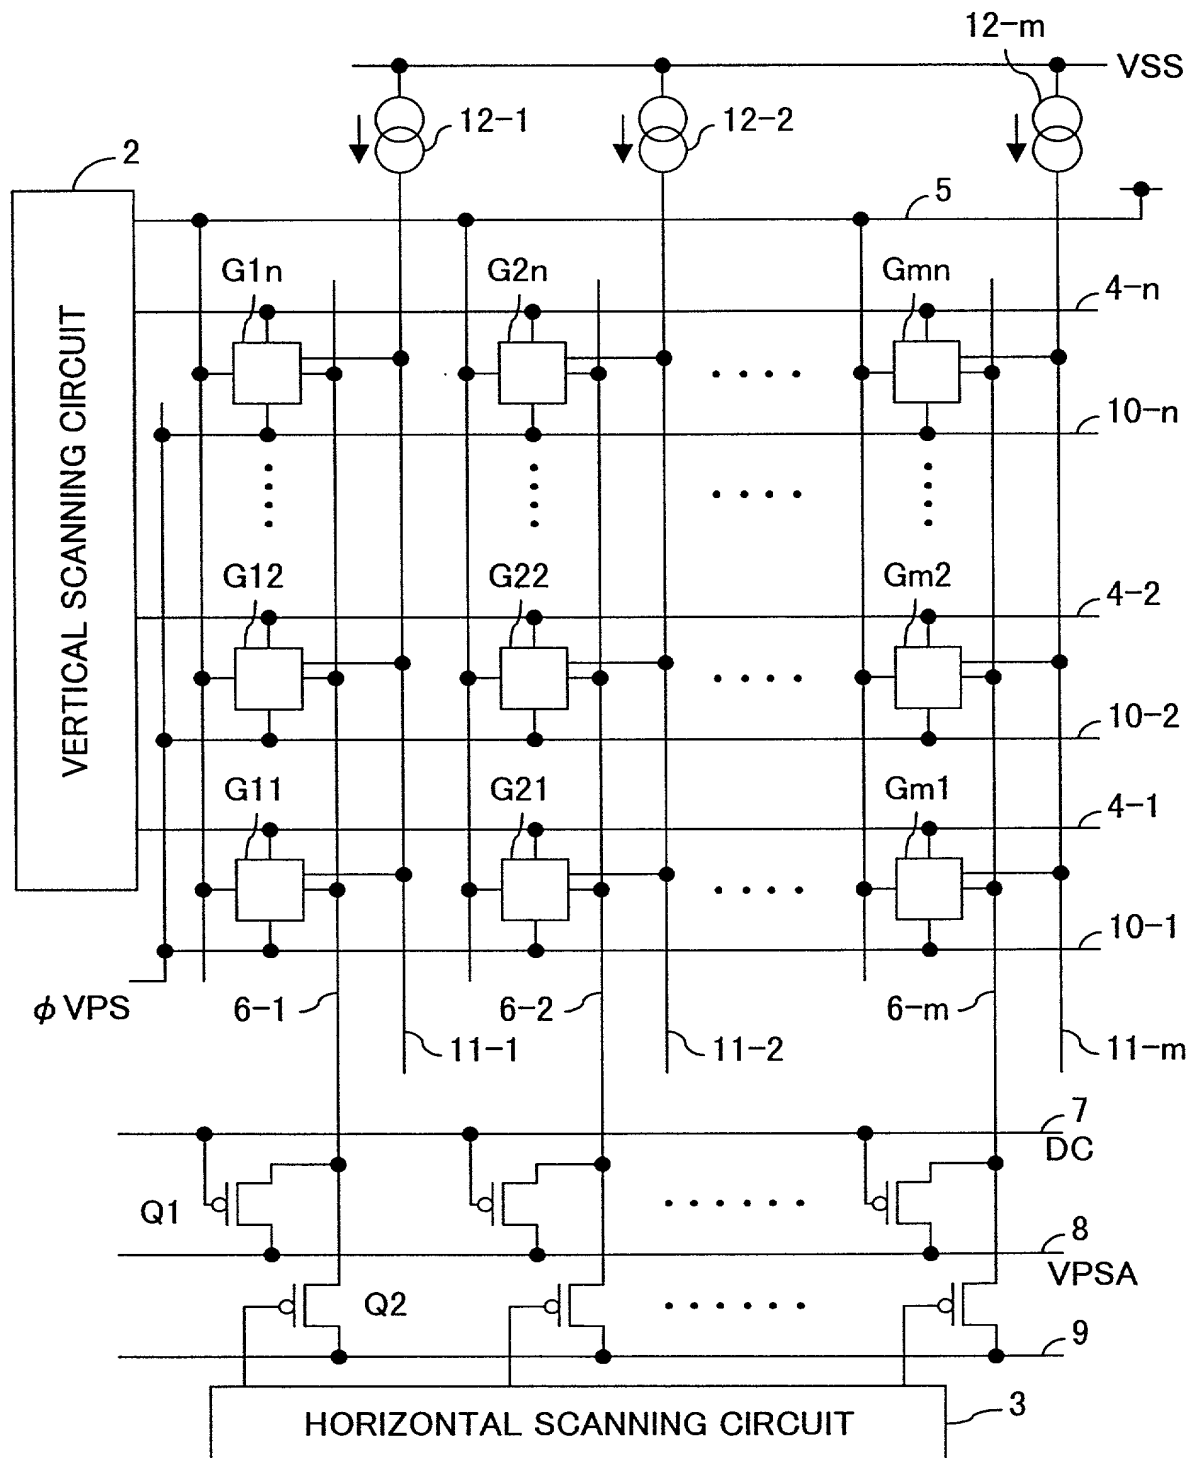 12-m
VSS
12-1
12-2
2
5
G1n
G2n
Gmn
4-n
10-n
VERTICAL SCANNING CIRCUIT
G12
G22
Gm2
4-2
10-2
G11
G21
Gm1
4-1
10-1
φVPS
6-1
6-2
6-m
11-1
11-2
11-m
7
DC
Q1
8
VPSA
Q2
9
HORIZONTAL SCANNING CIRCUIT
3